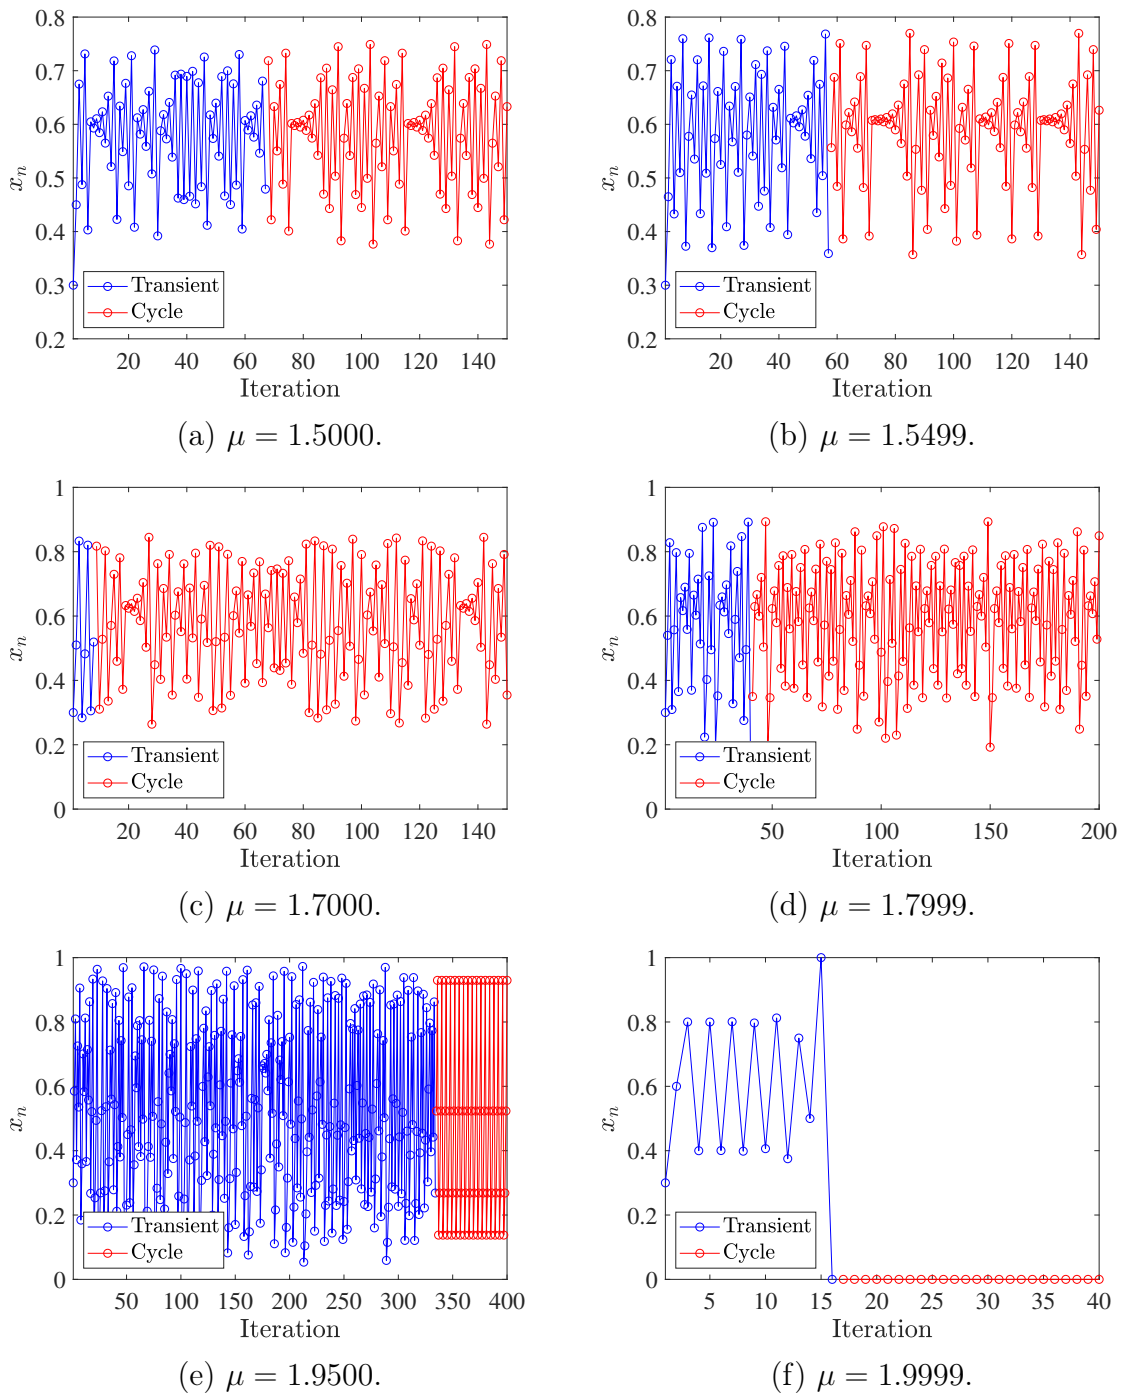 0.8
0.7
0.6
0.5
0.4
0.3
0.2
x_n
Transient
Cycle
20 40 60 80 100 120 140
Iteration
(a) μ = 1.5000.
0.8
0.7
0.6
0.5
0.4
0.3
0.2
x_n
Transient
Cycle
20 40 60 80 100 120 140
Iteration
(b) μ = 1.5499.
1
0.8
0.6
0.4
0.2
0
x_n
Transient
Cycle
20 40 60 80 100 120 140
Iteration
(c) μ = 1.7000.
1
0.8
0.6
0.4
0.2
0
x_n
Transient
Cycle
50 100 150 200
Iteration
(d) μ = 1.7999.
1
0.8
0.6
0.4
0.2
0
x_n
Transient
Cycle
50 100 150 200 250 300 350 400
Iteration
(e) μ = 1.9500.
1
0.8
0.6
0.4
0.2
0
x_n
Transient
Cycle
5 10 15 20 25 30 35 40
Iteration
(f) μ = 1.9999.